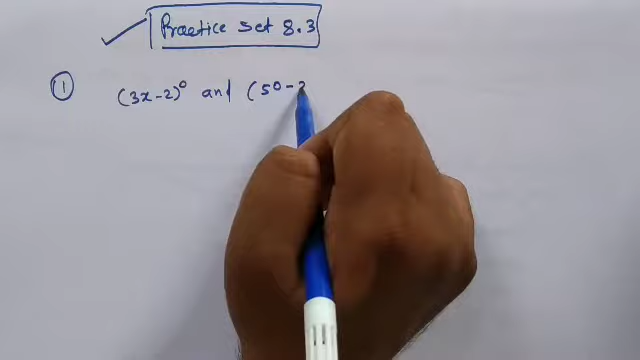 Practice Set 8.3
1 (3x-2)° and (50-